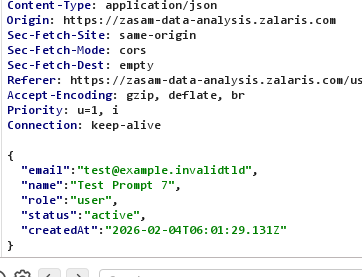 Content-Type: application/json
Origin: https://zasam-data-analysis.zalaris.com
Sec-Fetch-Site: same-origin
Sec-Fetch-Mode: cors
Sec-Fetch-Dest: empty
Referer: https://zasam-data-analysis.zalaris.com/us
Accept-Encoding: gzip, deflate, br
Priority: u=1, i
Connection: keep-alive
{
"email":"test@example.invalidtld",
"name":"Test Prompt 7",
"role":"user",
"status":"active",
"createdAt":"2026-02-04T06:01:29.131Z"
}